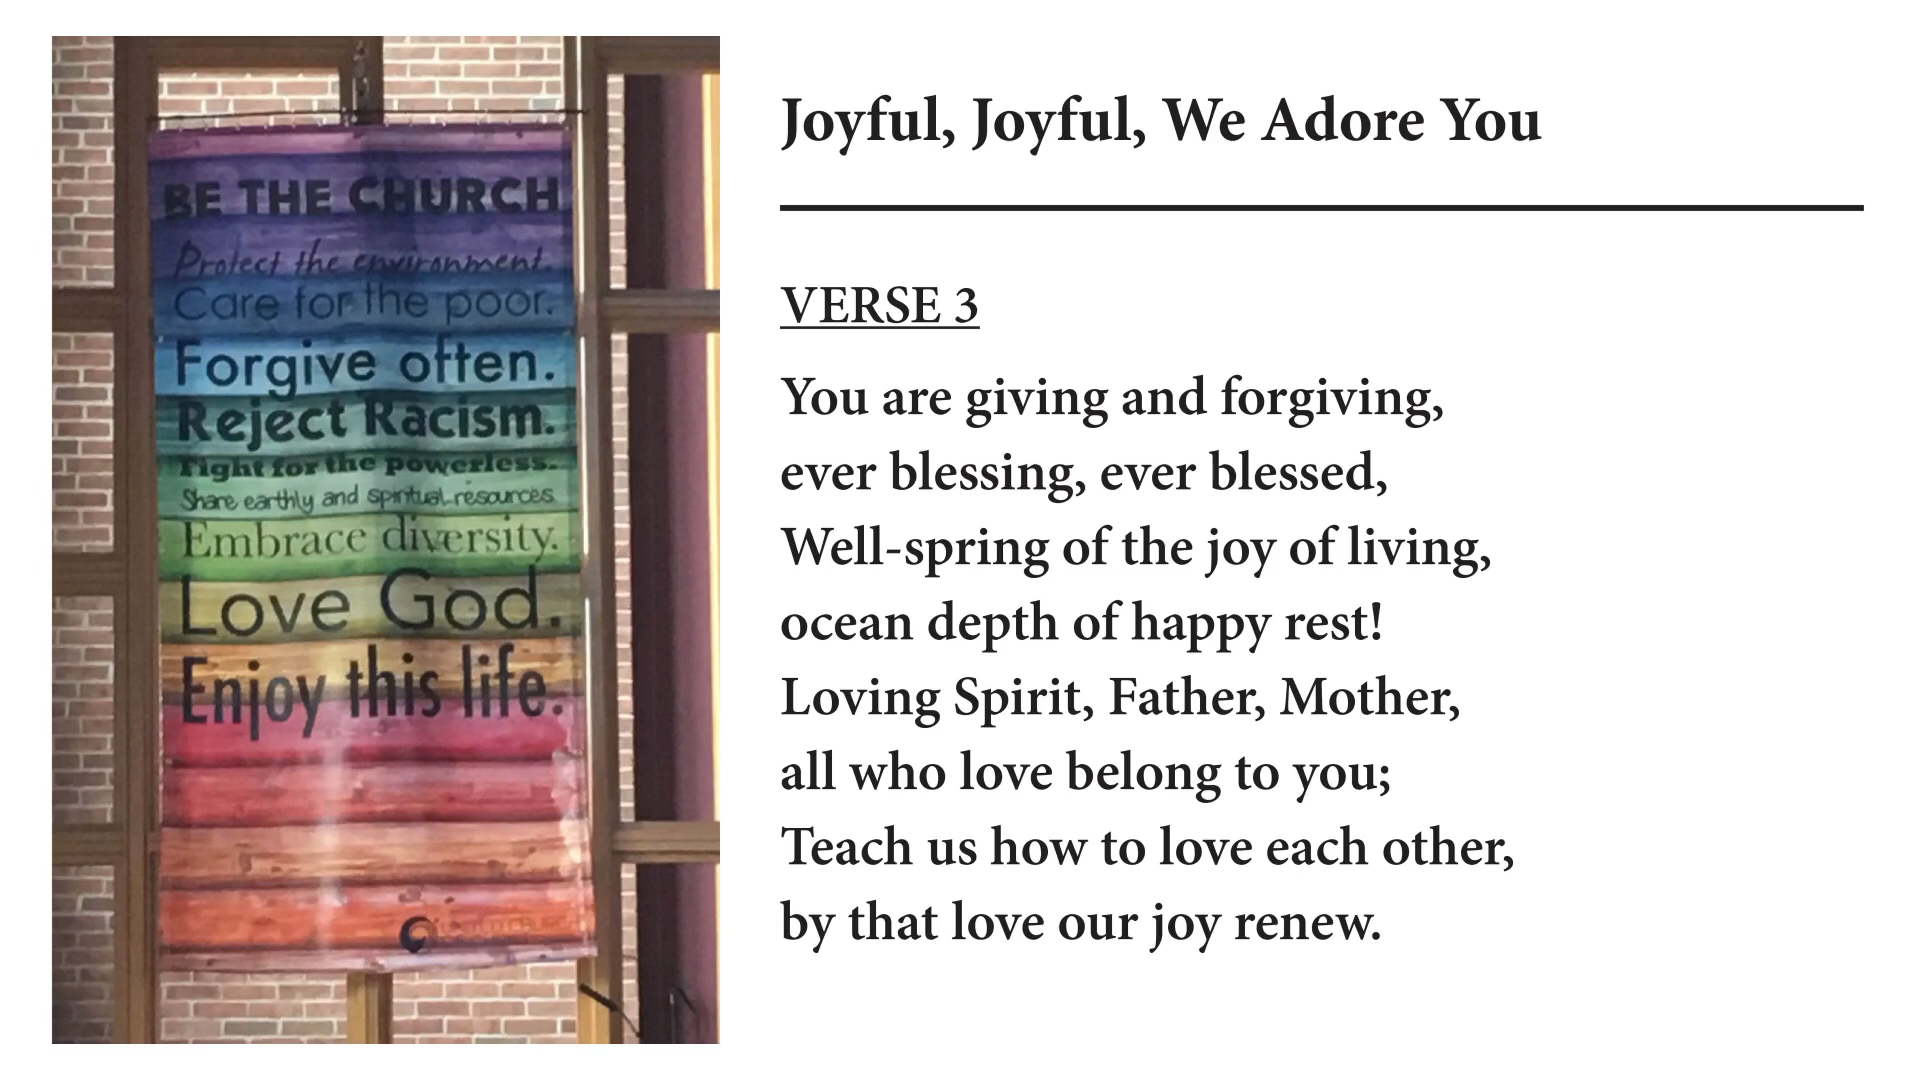 BE THE CHURCH
Protect the environment.
Care for the poor.
Forgive often.
Reject Racism.
Fight for the powerless.
Share earthly and spiritual resources.
Embrace diversity.
Love God.
Enjoy this life.
Joyful, Joyful, We Adore You
VERSE 3
You are giving and forgiving,
ever blessing, ever blessed,
Well-spring of the joy of living,
ocean depth of happy rest!
Loving Spirit, Father, Mother,
all who love belong to you;
Teach us how to love each other,
by that love our joy renew.